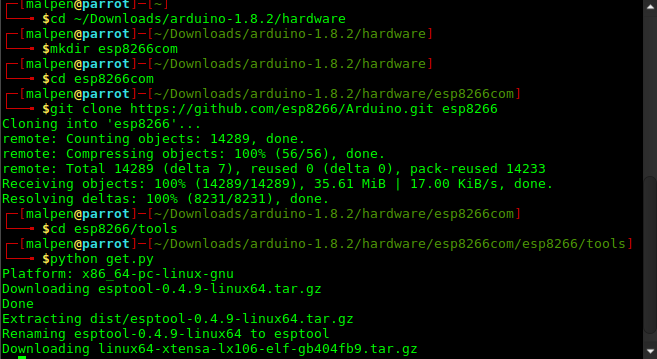 ┌─[malpen@parrot]─[~]
└──╼ $cd ~/Downloads/arduino-1.8.2/hardware
┌─[malpen@parrot]─[~/Downloads/arduino-1.8.2/hardware]
└──╼ $mkdir esp8266com
┌─[malpen@parrot]─[~/Downloads/arduino-1.8.2/hardware]
└──╼ $cd esp8266com
┌─[malpen@parrot]─[~/Downloads/arduino-1.8.2/hardware/esp8266com]
└──╼ $git clone https://github.com/esp8266/Arduino.git esp8266
Cloning into 'esp8266'...
remote: Counting objects: 14289, done.
remote: Compressing objects: 100% (56/56), done.
remote: Total 14289 (delta 7), reused 0 (delta 0), pack-reused 14233
Receiving objects: 100% (14289/14289), 35.61 MiB | 17.00 KiB/s, done.
Resolving deltas: 100% (8231/8231), done.
┌─[malpen@parrot]─[~/Downloads/arduino-1.8.2/hardware/esp8266com]
└──╼ $cd esp8266/tools
┌─[malpen@parrot]─[~/Downloads/arduino-1.8.2/hardware/esp8266com/esp8266/tools]
└──╼ $python get.py
Platform: x86_64-pc-linux-gnu
Downloading esptool-0.4.9-linux64.tar.gz
Done
Extracting dist/esptool-0.4.9-linux64.tar.gz
Renaming esptool-0.4.9-linux64 to esptool
Downloading linux64-xtensa-lx106-elf-gb404fb9.tar.gz